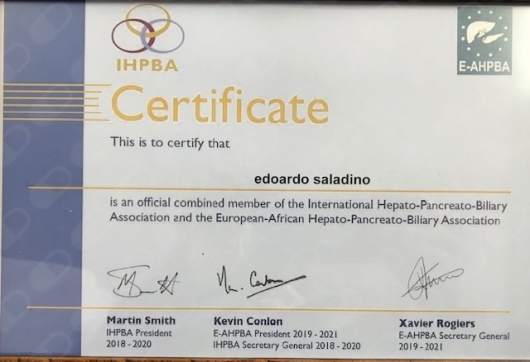 IHPBA
E-AHPBA
Certificate
This is to certify that
edoardo saladino
is an official combined member of the International Hepato-Pancreato-Biliary
Association and the European-African Hepato-Pancreato-Biliary Association
Martin Smith
IHPBA President
2018 - 2020
Kevin Conlon
E-AHPBA President 2019 - 2021
IHPBA Secretary General 2018 - 2020
Xavier Rogiers
E-AHPBA Secretary General
2019 - 2021